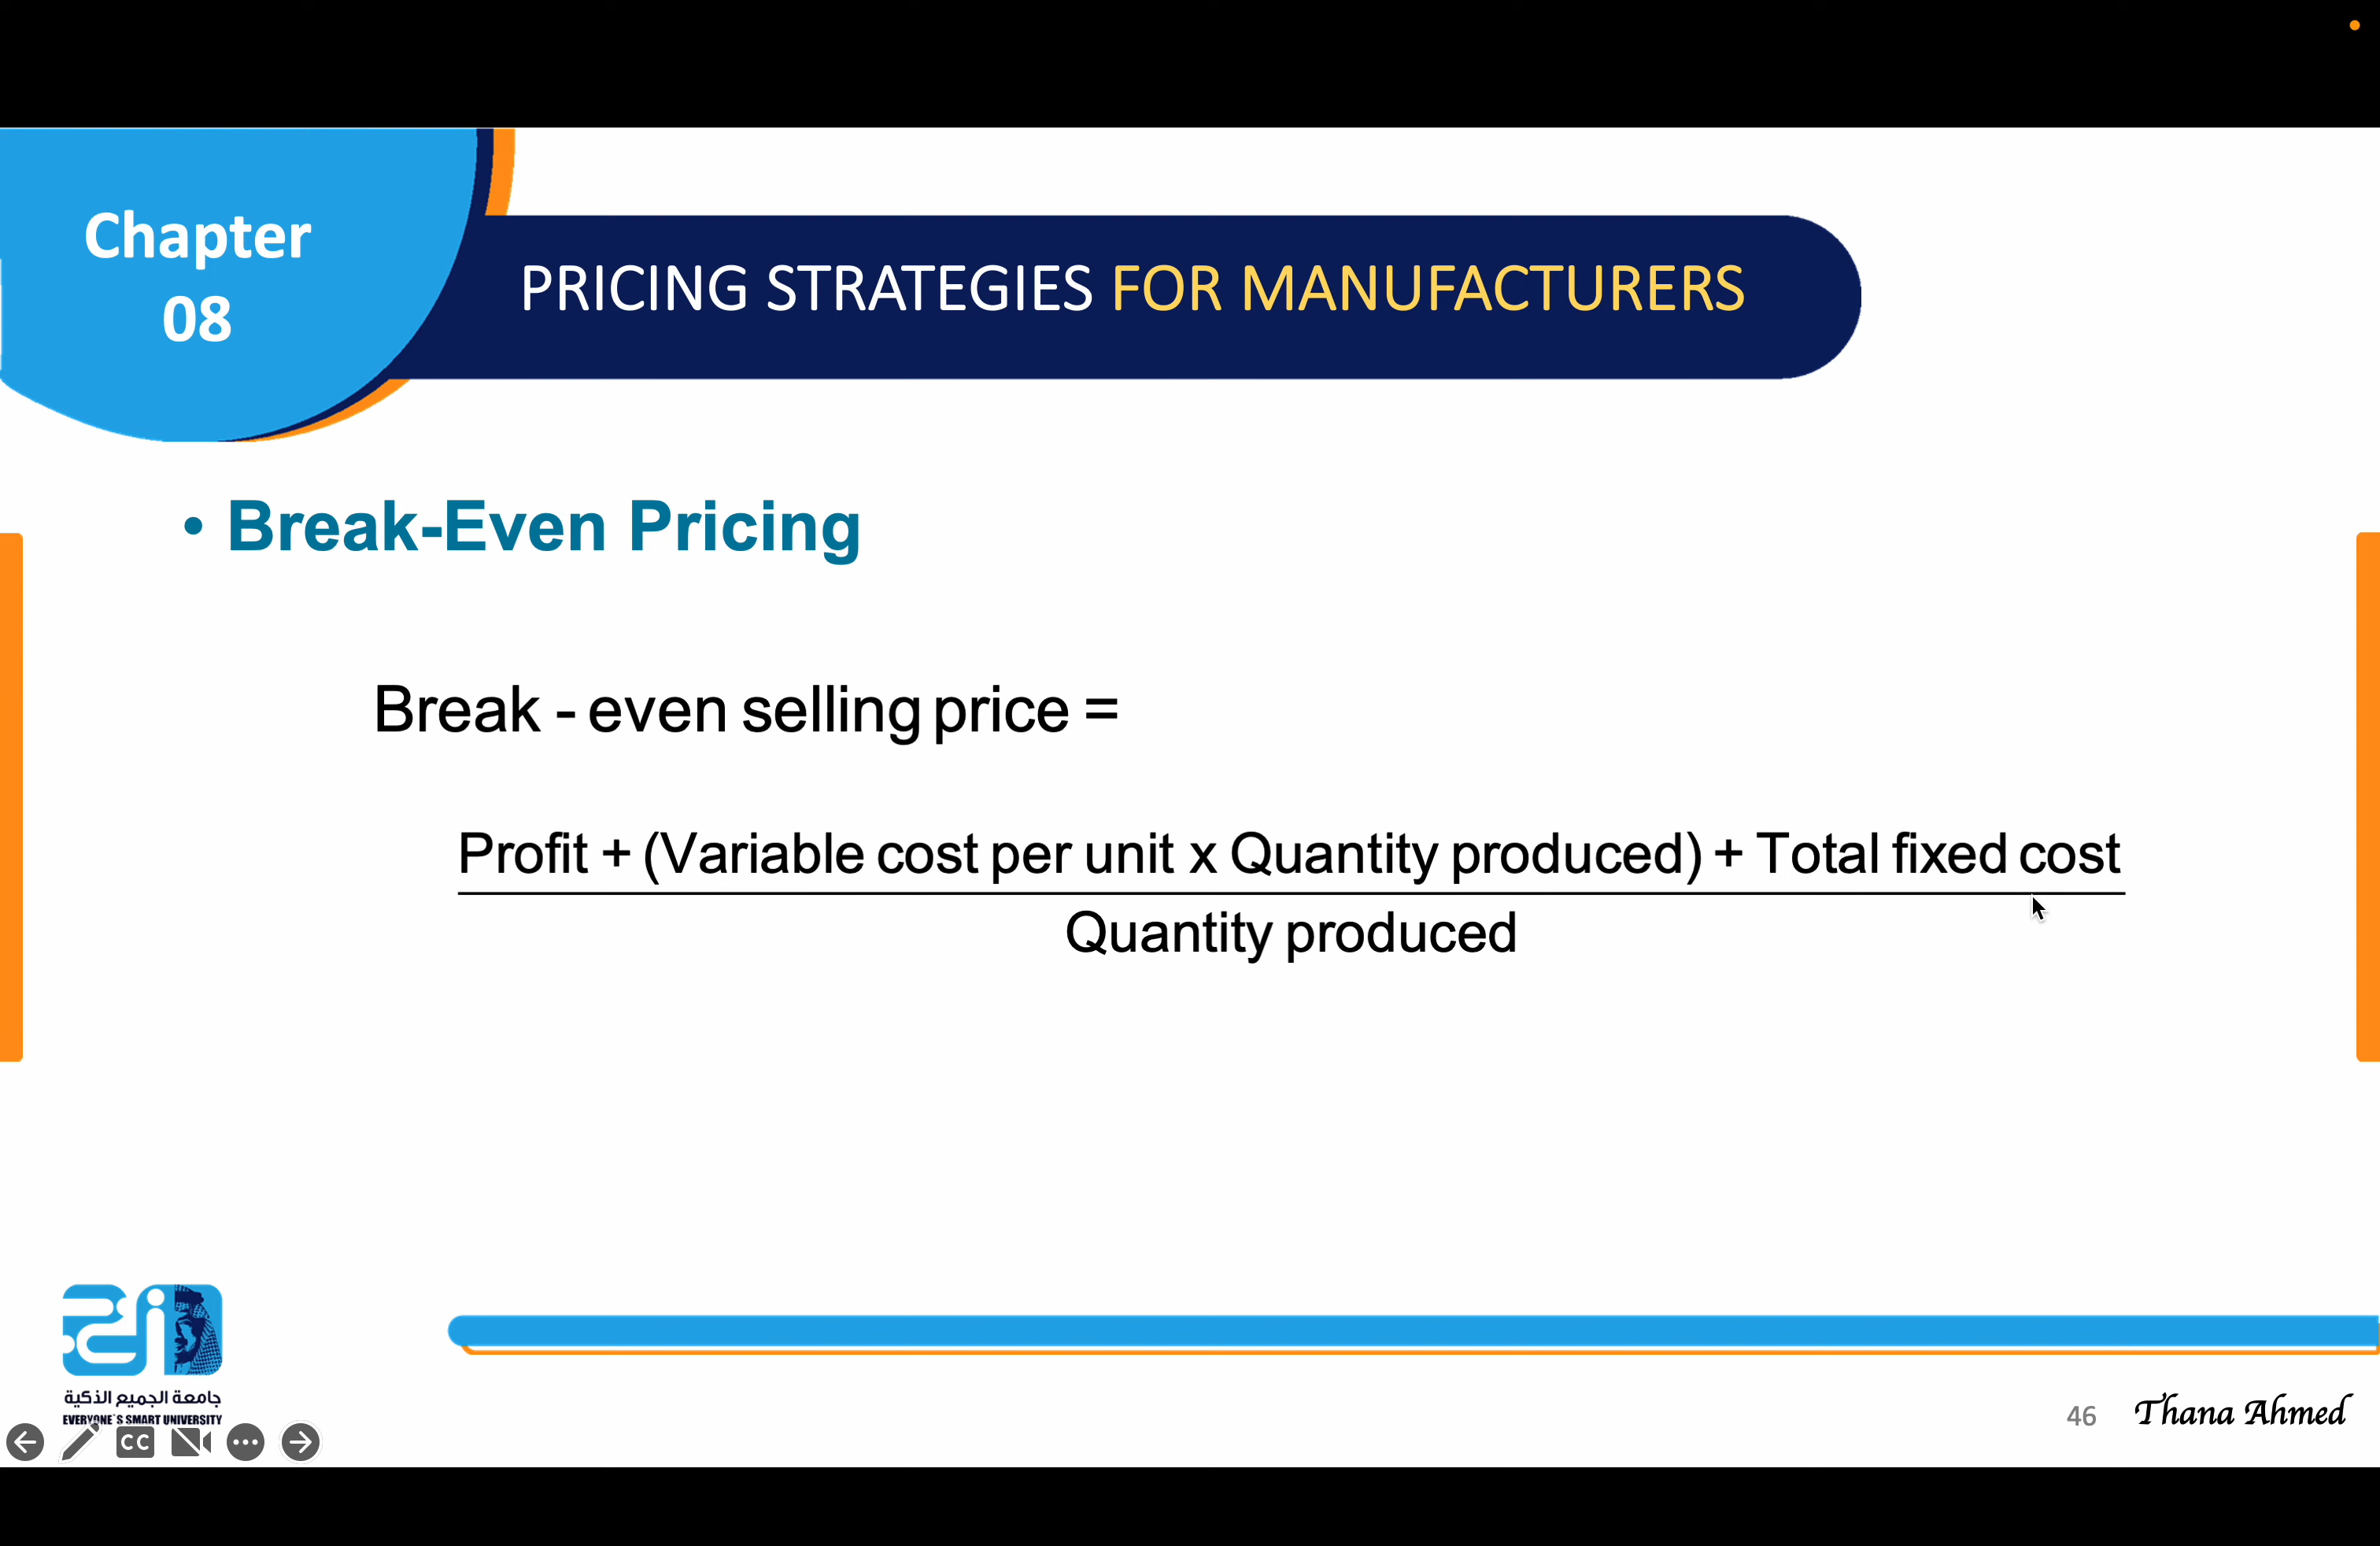 Chapter
08
PRICING STRATEGIES FOR MANUFACTURERS
• Break-Even Pricing
Break - even selling price =
Profit + (Variable cost per unit x Quantity produced) + Total fixed cost
Quantity produced
جامعة الجميع الذكية
EVERYONE`S SMART UNIVERSITY
CC
46
Thana Ahmed